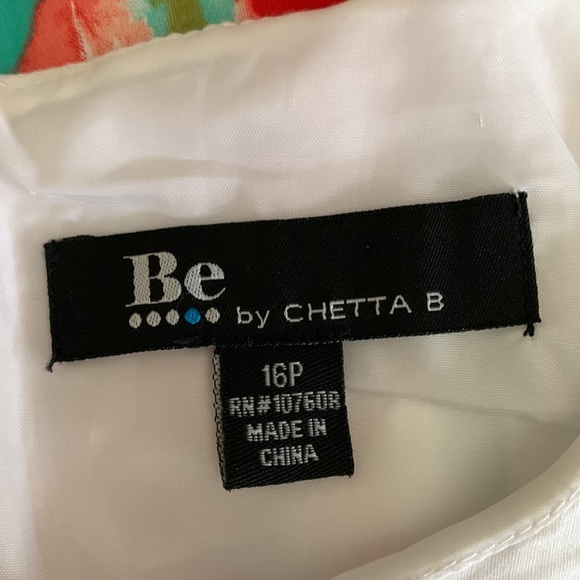 Be
by CHETTA B
16P
RN#107608
MADE IN
CHINA